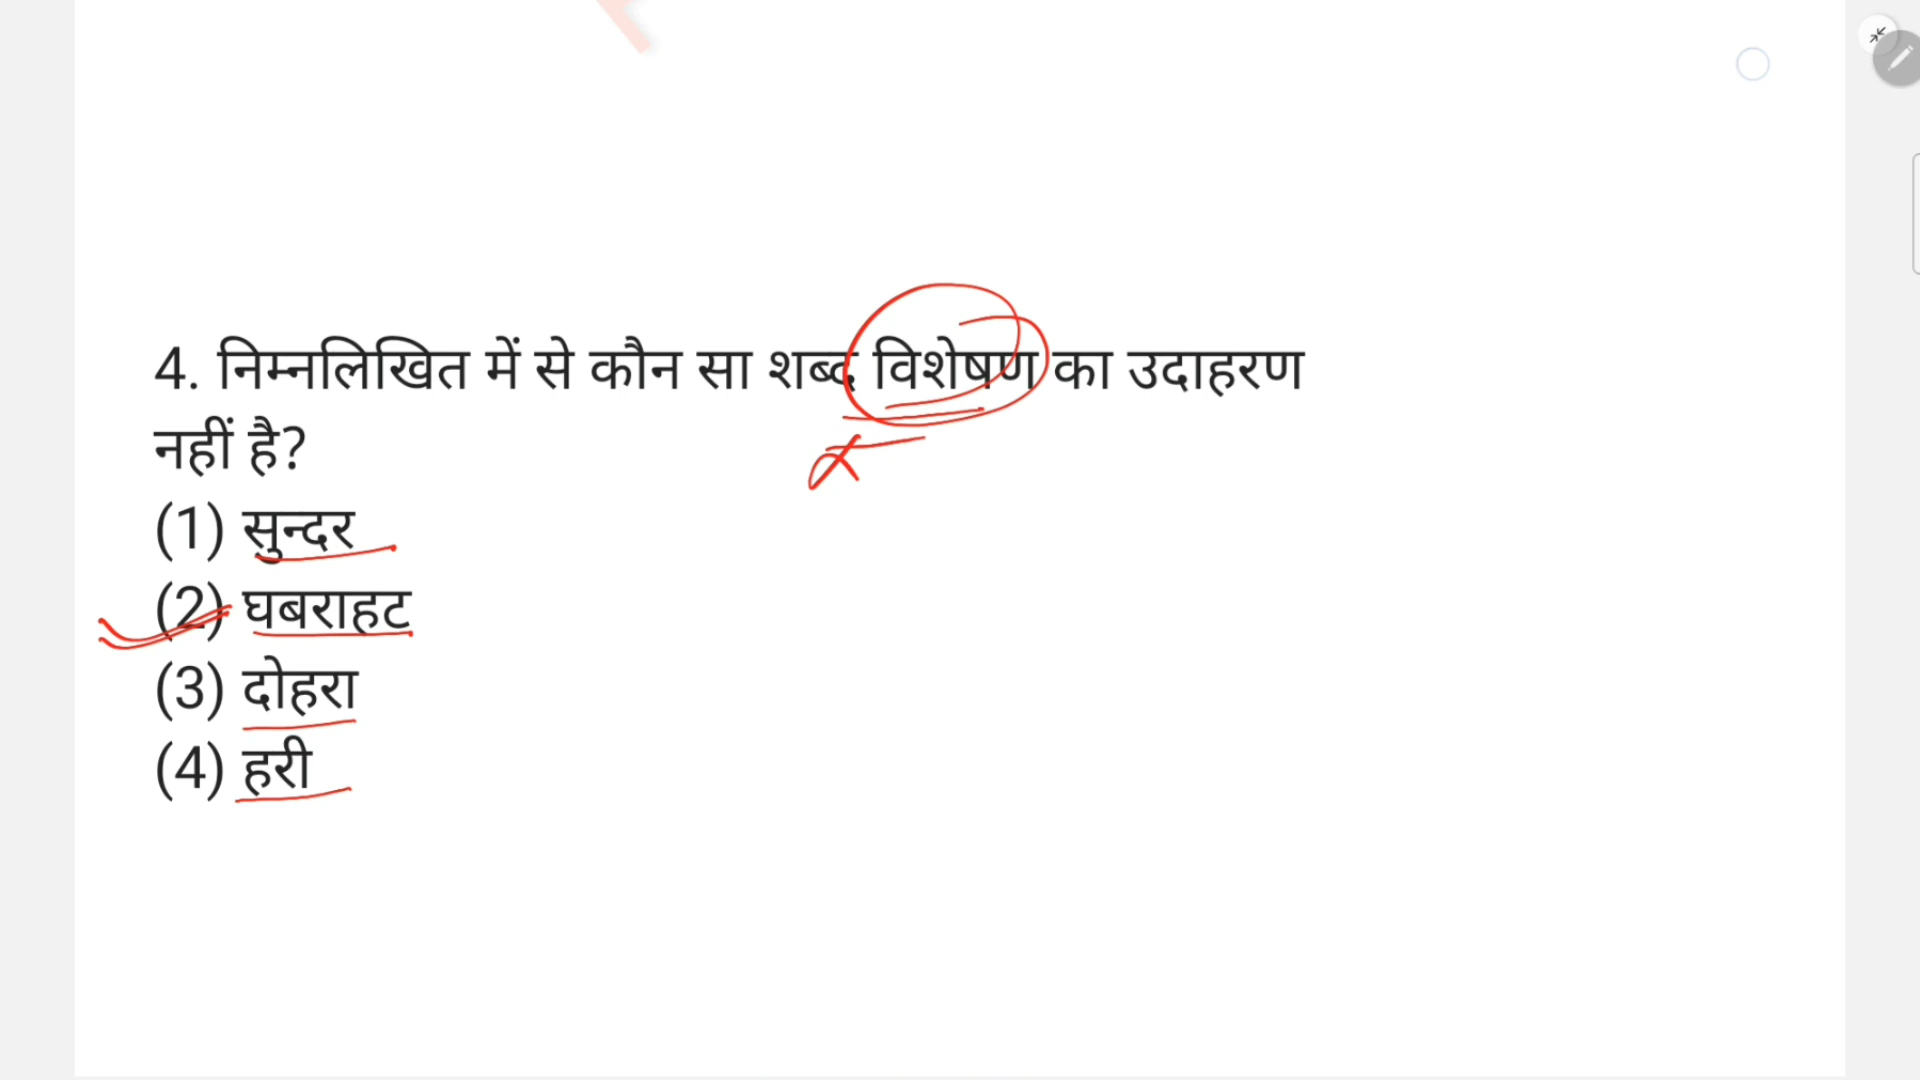 4. निम्नलिखित में से कौन सा शब्द विशेषण का उदाहरण
नहीं है?
(1) सुन्दर
(2) घबराहट
(3) दोहरा
(4) हरी